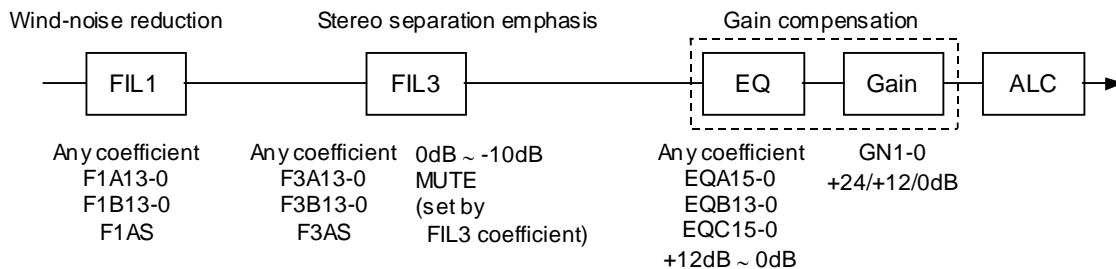 Wind-noise reduction
Stereo separation emphasis
Gain compensation
FIL1
FIL3
EQ
Gain
ALC
Any coefficient
F1A13-0
F1B13-0
F1AS
Any coefficient
F3A13-0
F3B13-0
F3AS
0dB ~ -10dB
MUTE
(set by
FIL3 coefficient)
Any coefficient
EQA15-0
EQB13-0
EQC15-0
+12dB ~ 0dB
GN1-0
+24/+12/0dB